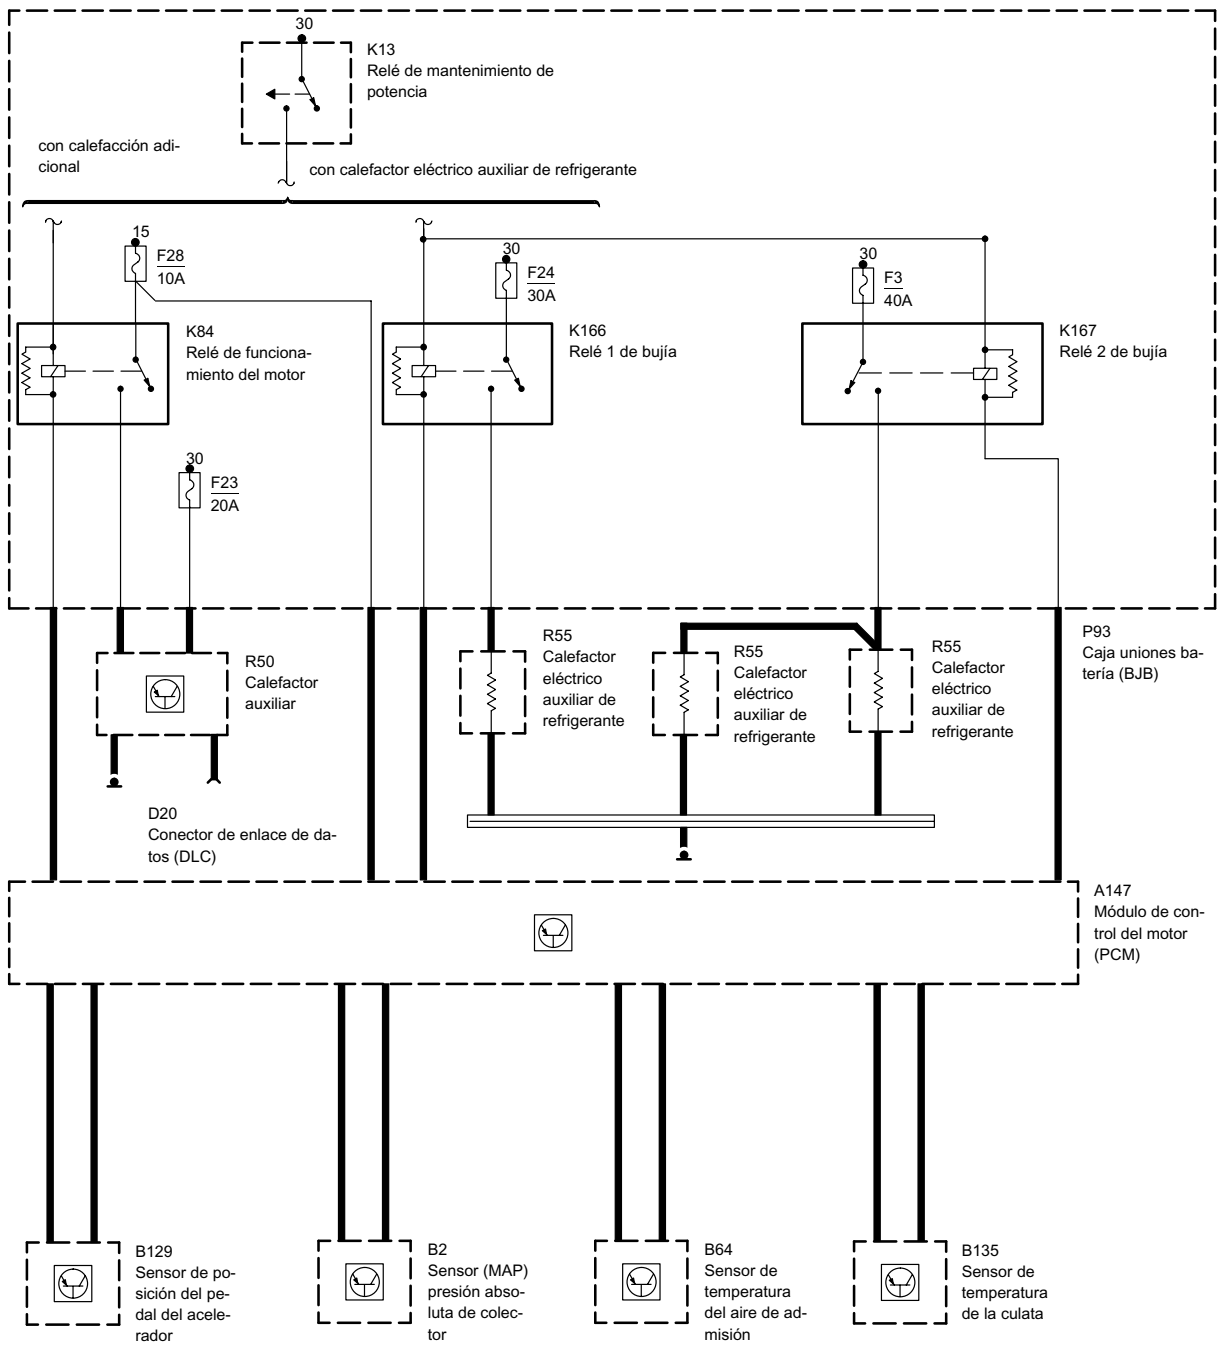 30
K13
Relé de mantenimiento de
potencia
con calefacción adi-
cional
con calefactor eléctrico auxiliar de refrigerante
15
F28
10A
30
F24
30A
30
F3
40A
K84
Relé de funciona-
miento del motor
K166
Relé 1 de bujía
K167
Relé 2 de bujía
30
F23
20A
R50
Calefactor
auxiliar
R55
Calefactor
eléctrico
auxiliar de
refrigerante
R55
Calefactor
eléctrico
auxiliar de
refrigerante
R55
Calefactor
eléctrico
auxiliar de
refrigerante
P93
Caja uniones ba-
tería (BJB)
D20
Conector de enlace de da-
tos (DLC)
A147
Módulo de con-
trol del motor
(PCM)
B129
Sensor de po-
sición del pe-
dal del acele-
rador
B2
Sensor (MAP)
presión abso-
luta de colec-
tor
B64
Sensor de
temperatura
del aire de ad-
misión
B135
Sensor de
temperatura
de la culata